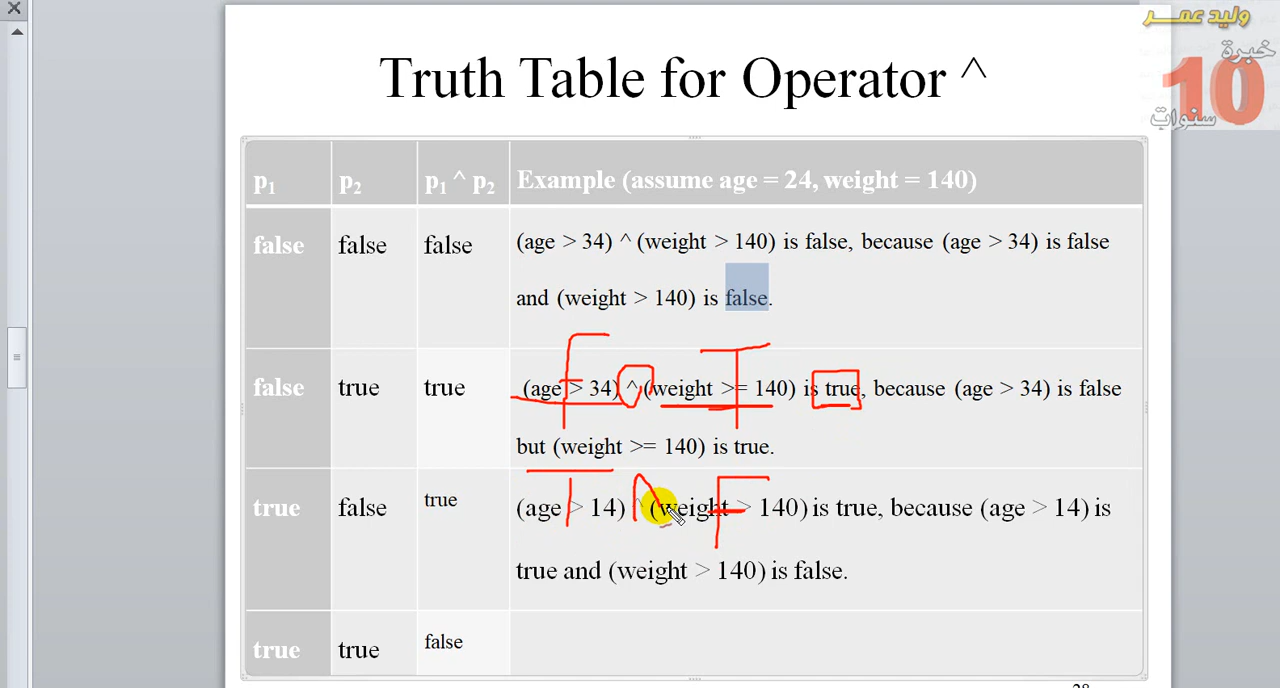 وليد عمر
خبرة
10
سنوات
Truth Table for Operator ^
p1 p2 p1 ^ p2 Example (assume age = 24, weight = 140)
false false false (age > 34) ^ (weight > 140) is false, because (age > 34) is false
and (weight > 140) is false.
false true true (age > 34) ^ (weight >= 140) is true, because (age > 34) is false
but (weight >= 140) is true.
true false true (age > 14) ^ (weight > 140) is true, because (age > 14) is
true and (weight > 140) is false.
true true false
F T
T ^ F